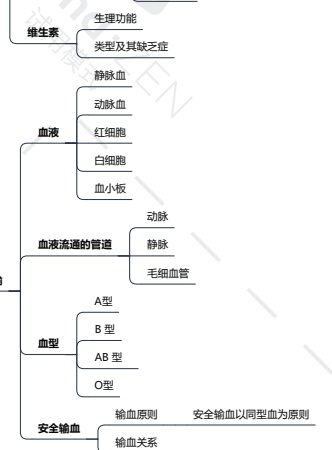 生理功能
维生素
类型及其缺乏症
静脉血
动脉血
血液
红细胞
白细胞
血小板
动脉
血液流通的管道
静脉
毛细血管
A型
B 型
血型
AB 型
O型
输血原则
安全输血以同型血为原则
安全输血
输血关系
试用模式